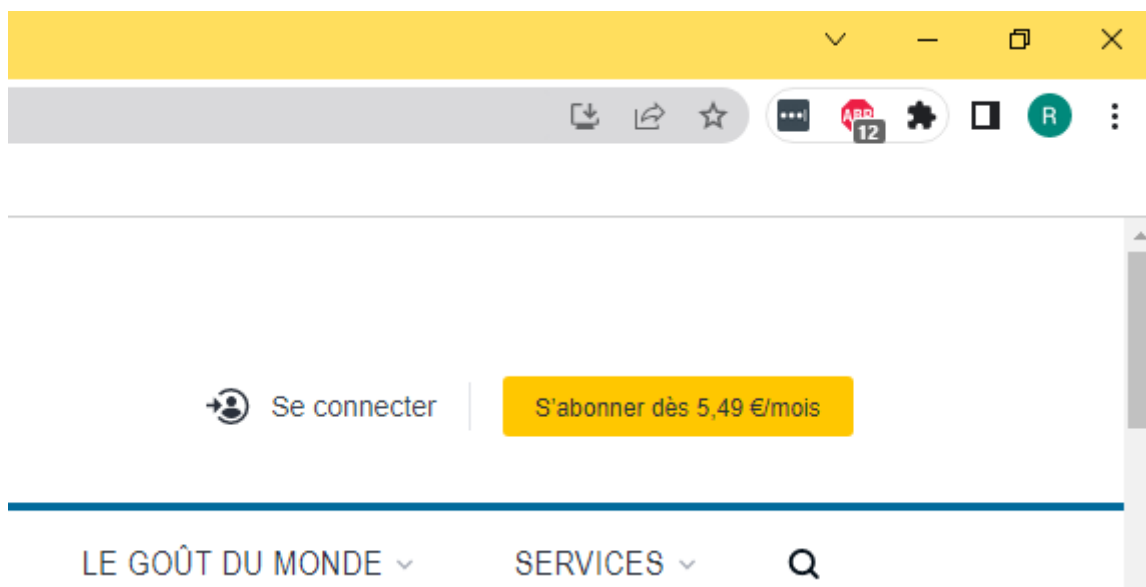 ABP
12
R
Se connecter
S'abonner dès 5,49 €/mois
LE GOÛT DU MONDE
SERVICES